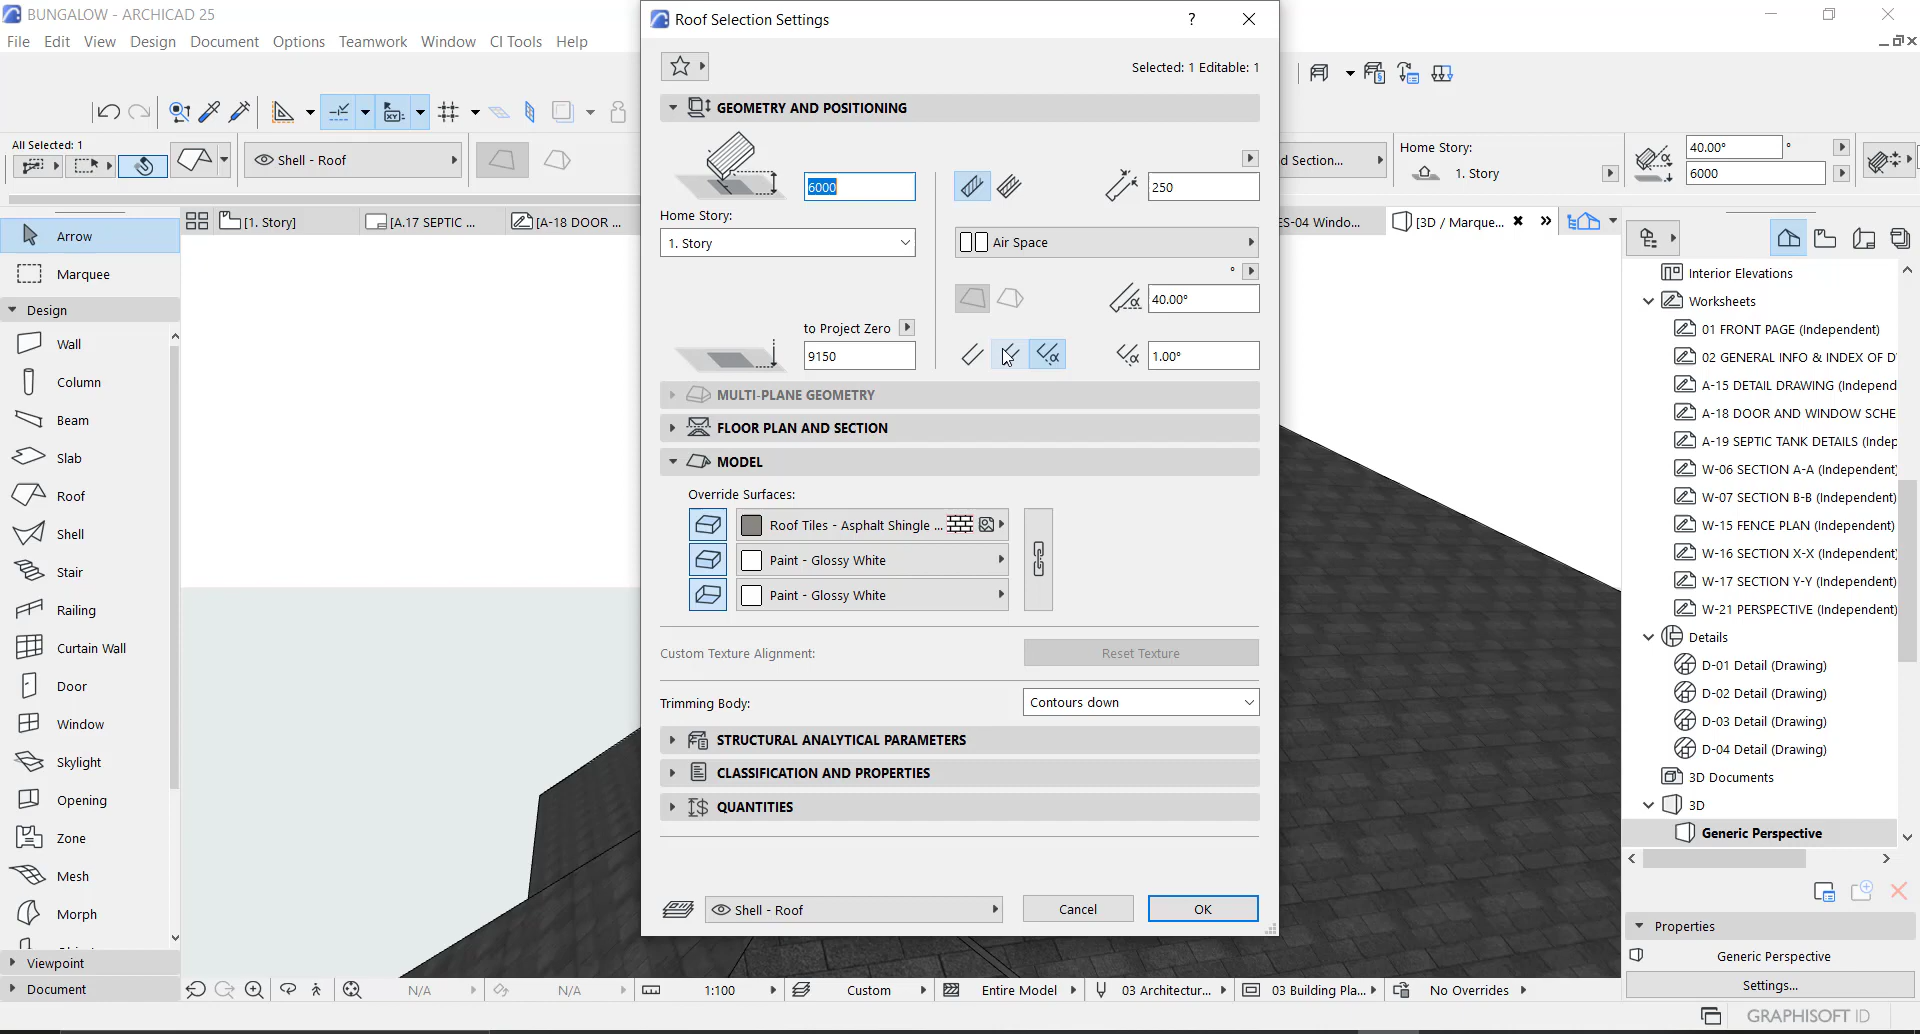 BUNGALOW - ARCHICAD 25
File Edit View Design Document Options Teamwork Window CI Tools Help
All Selected: 1
Shell - Roof
Roof Selection Settings
?
Selected: 1 Editable: 1
GEOMETRY AND POSITIONING
6000
250
Home Story:
1. Story
Air Space
°
40.00°
to Project Zero
9150
1.00°
MULTI-PLANE GEOMETRY
FLOOR PLAN AND SECTION
MODEL
Override Surfaces:
Roof Tiles - Asphalt Shingle ...
Paint - Glossy White
Paint - Glossy White
Custom Texture Alignment:
Reset Texture
Trimming Body:
Contours down
STRUCTURAL ANALYTICAL PARAMETERS
CLASSIFICATION AND PROPERTIES
QUANTITIES
Shell - Roof
Cancel
OK
d Section...
Home Story:
1. Story
40.00°
°
6000
[1. Story]
[A.17 SEPTIC ...
[A-18 DOOR ...
ES-04 Windo...
[3D / Marque...
Arrow
Marquee
Design
Wall
Column
Beam
Slab
Roof
Shell
Stair
Railing
Curtain Wall
Door
Window
Skylight
Opening
Zone
Mesh
Morph
Viewpoint
Document
Interior Elevations
Worksheets
01 FRONT PAGE (Independent)
02 GENERAL INFO & INDEX OF D
A-15 DETAIL DRAWING (Independ
A-18 DOOR AND WINDOW SCHE
A-19 SEPTIC TANK DETAILS (Indep
W-06 SECTION A-A (Independent)
W-07 SECTION B-B (Independent)
W-15 FENCE PLAN (Independent)
W-16 SECTION X-X (Independent)
W-17 SECTION Y-Y (Independent)
W-21 PERSPECTIVE (Independent)
Details
D-01 Detail (Drawing)
D-02 Detail (Drawing)
D-03 Detail (Drawing)
D-04 Detail (Drawing)
3D Documents
3D
Generic Perspective
Properties
Generic Perspective
Settings...
N/A
N/A
1:100
Custom
Entire Model
03 Architectur...
03 Building Pla...
No Overrides
GRAPHISOFT ID